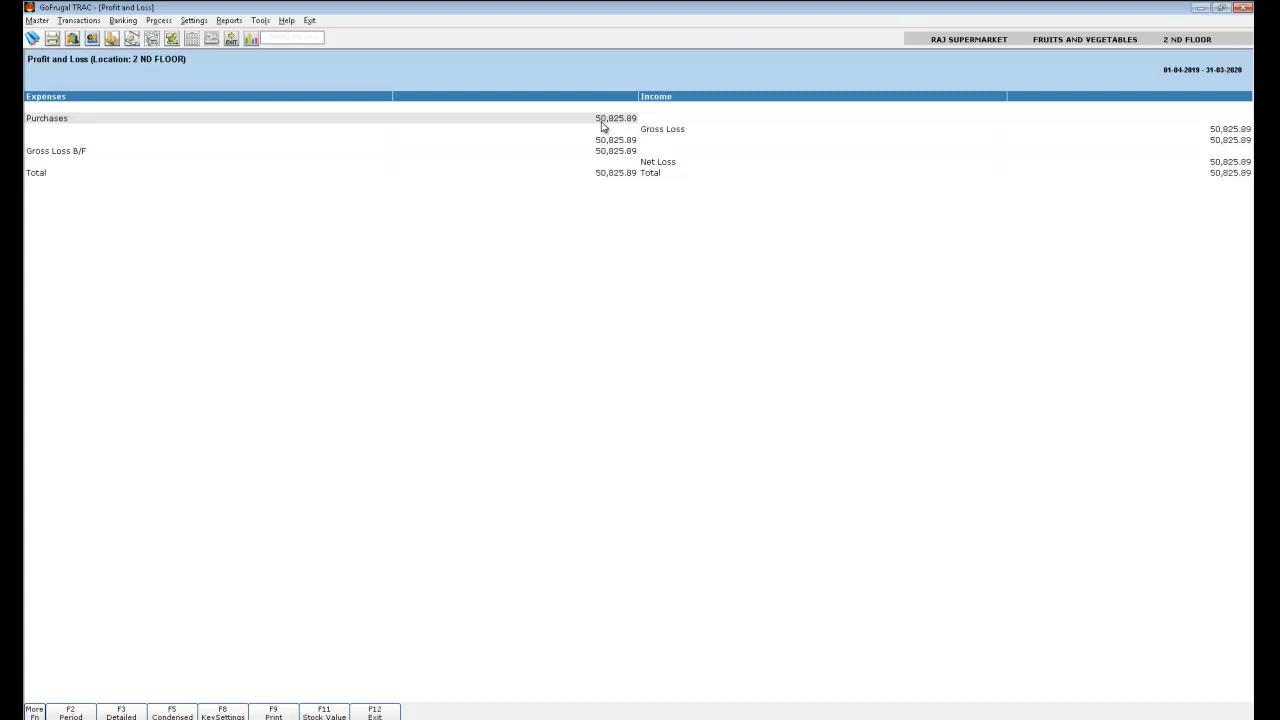 GoFrugal TRAC - [Profit and Loss]
Master Transactions Banking Process Settings Reports Tools Help Exit
EXIT
RAJ SUPERMARKET FRUITS AND VEGETABLES 2 ND FLOOR
Profit and Loss (Location: 2 ND FLOOR)
01-04-2019 - 31-03-2020
Expenses Income
Purchases 50,825.89
Gross Loss 50,825.89
50,825.89 50,825.89
Gross Loss B/F 50,825.89
Net Loss 50,825.89
Total 50,825.89 Total 50,825.89
More F2 F3 F5 F8 F9 F11 F12
Fn Period Detailed Condensed KeySettings Print Stock Value Exit